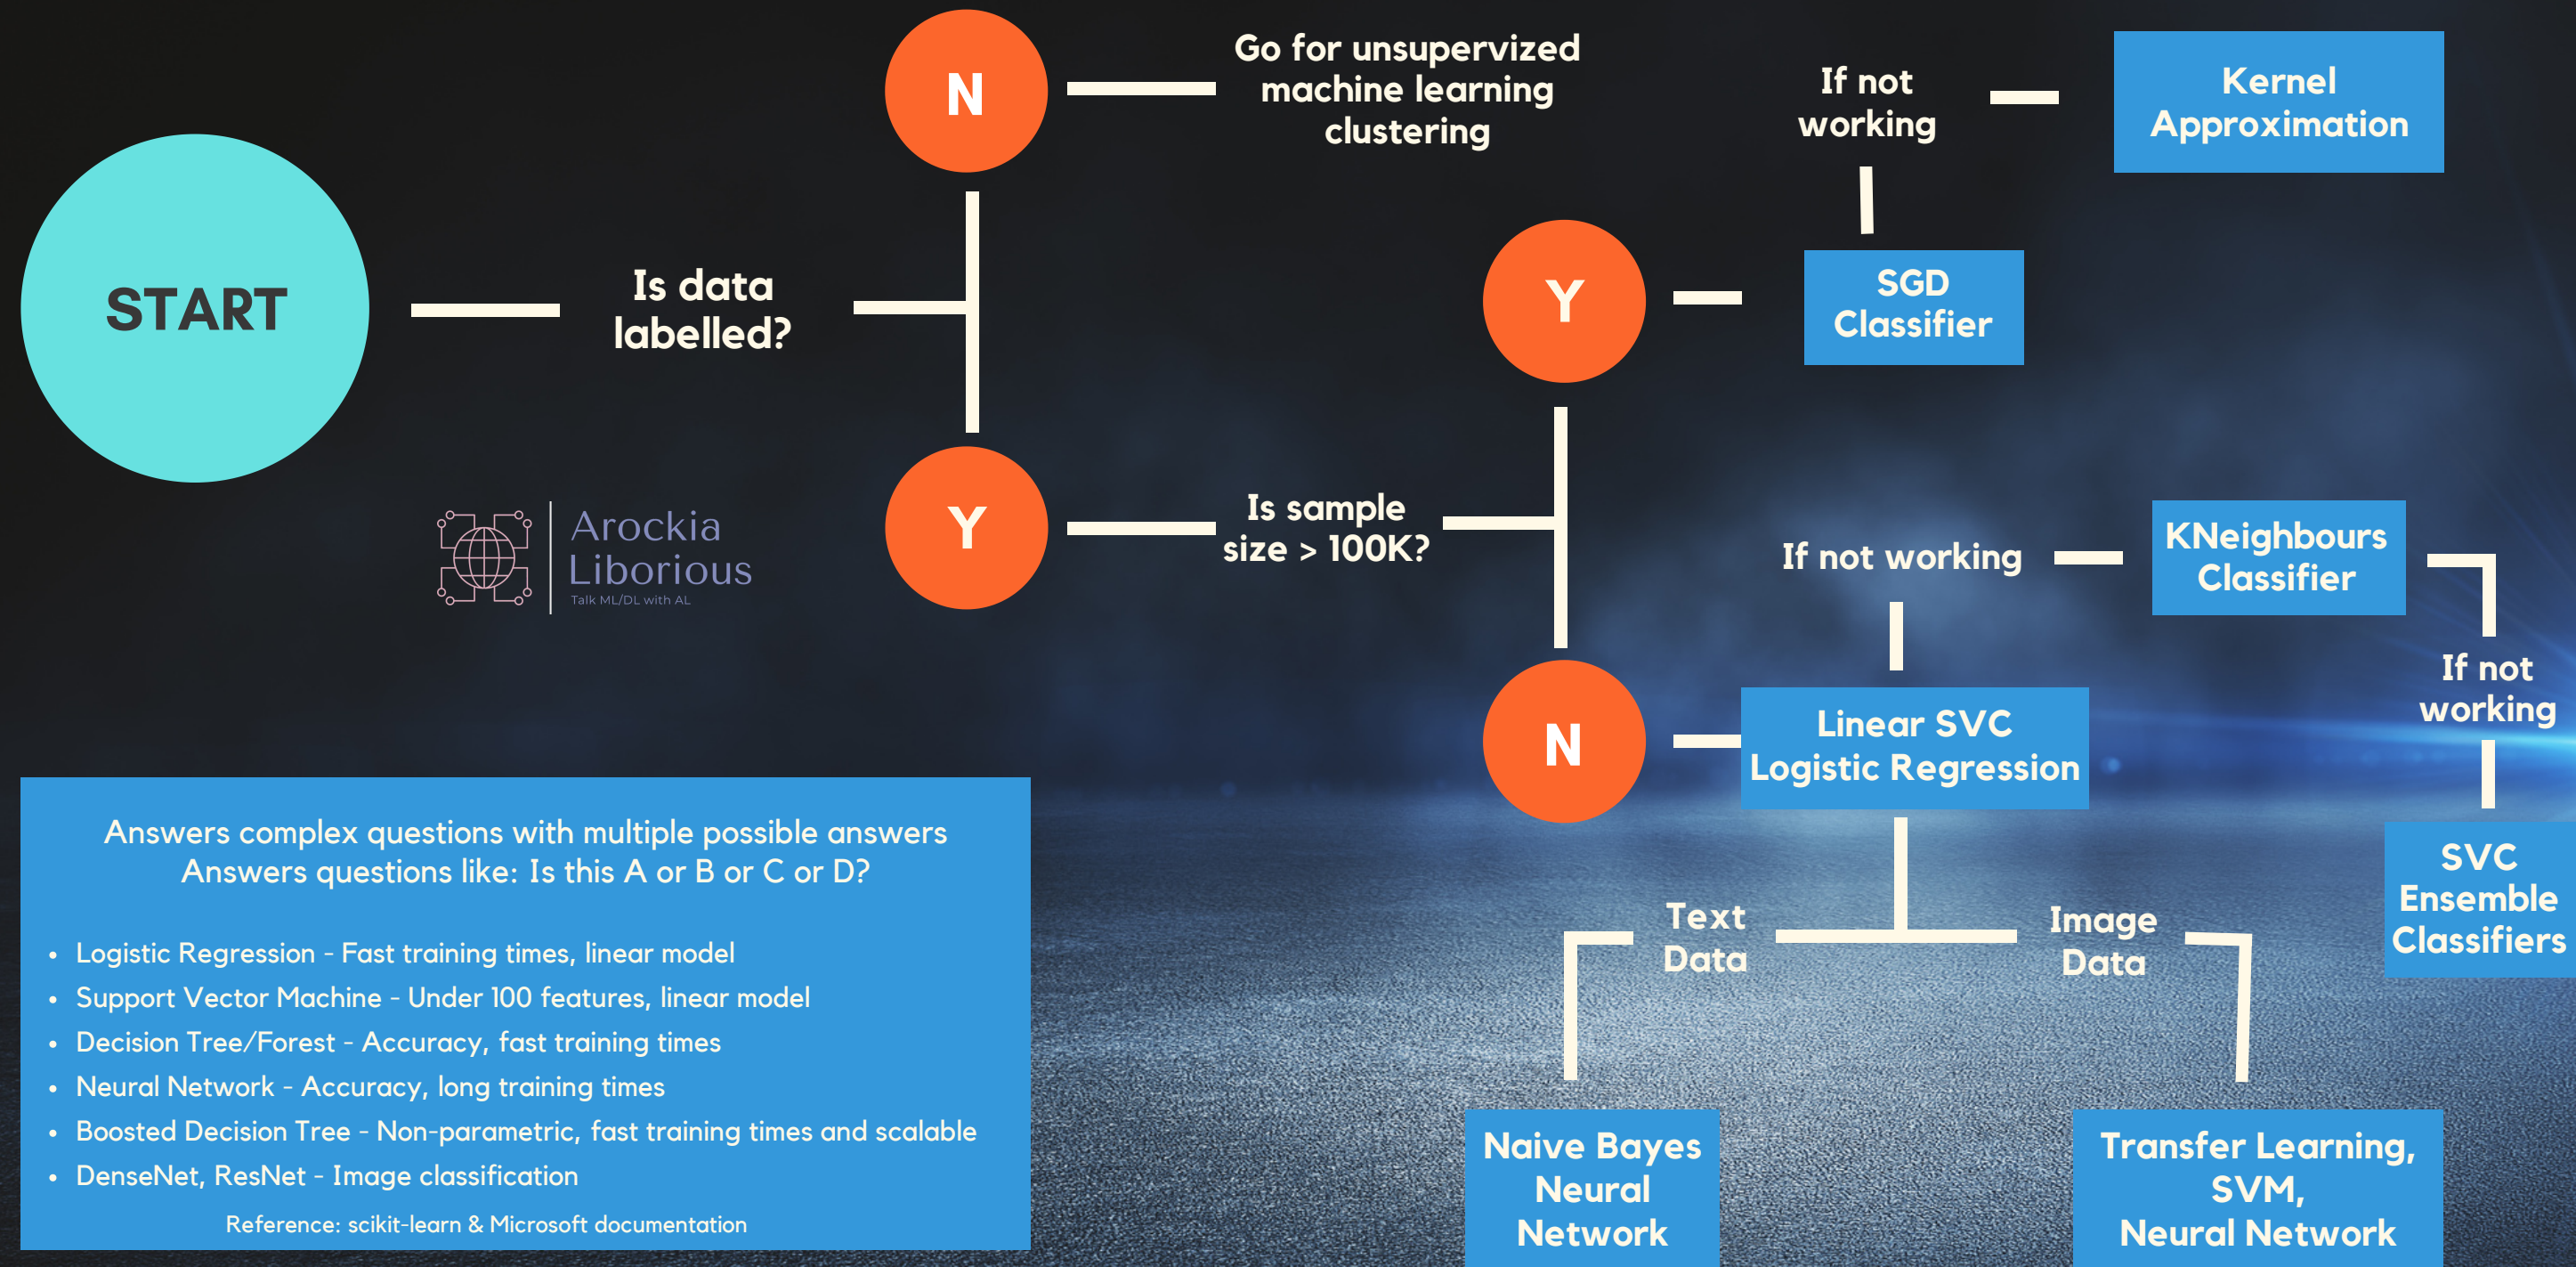 START
Is data
labelled?
N
Go for unsupervized
machine learning
clustering
Y
Is sample
size > 100K?
Y
SGD
Classifier
If not
working
Kernel
Approximation
N
Linear SVC
Logistic Regression
If not working
KNeighbours
Classifier
If not
working
SVC
Ensemble
Classifiers
Text
Data
Naive Bayes
Neural
Network
Image
Data
Transfer Learning,
SVM,
Neural Network
Arockia
Liborious
Talk ML/DL with AL
Answers complex questions with multiple possible answers
Answers questions like: Is this A or B or C or D?
• Logistic Regression - Fast training times, linear model
• Support Vector Machine - Under 100 features, linear model
• Decision Tree/Forest - Accuracy, fast training times
• Neural Network - Accuracy, long training times
• Boosted Decision Tree - Non-parametric, fast training times and scalable
• DenseNet, ResNet - Image classification
Reference: scikit-learn & Microsoft documentation